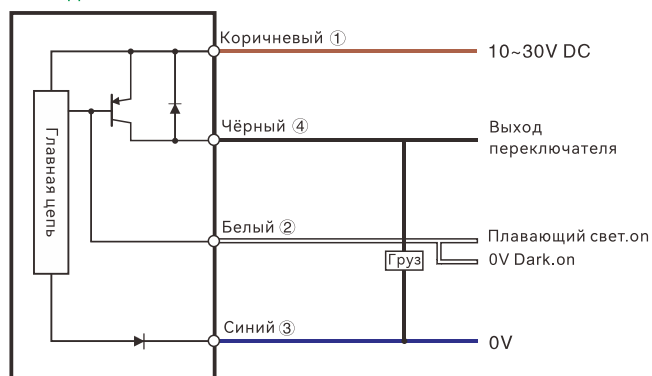 Коричневый ①
10~30V DC
Главная цепь
Чёрный ④
Выход
переключателя
Белый ②
Плавающий свет.on
Груз
0V Dark.on
Синий ③
0V